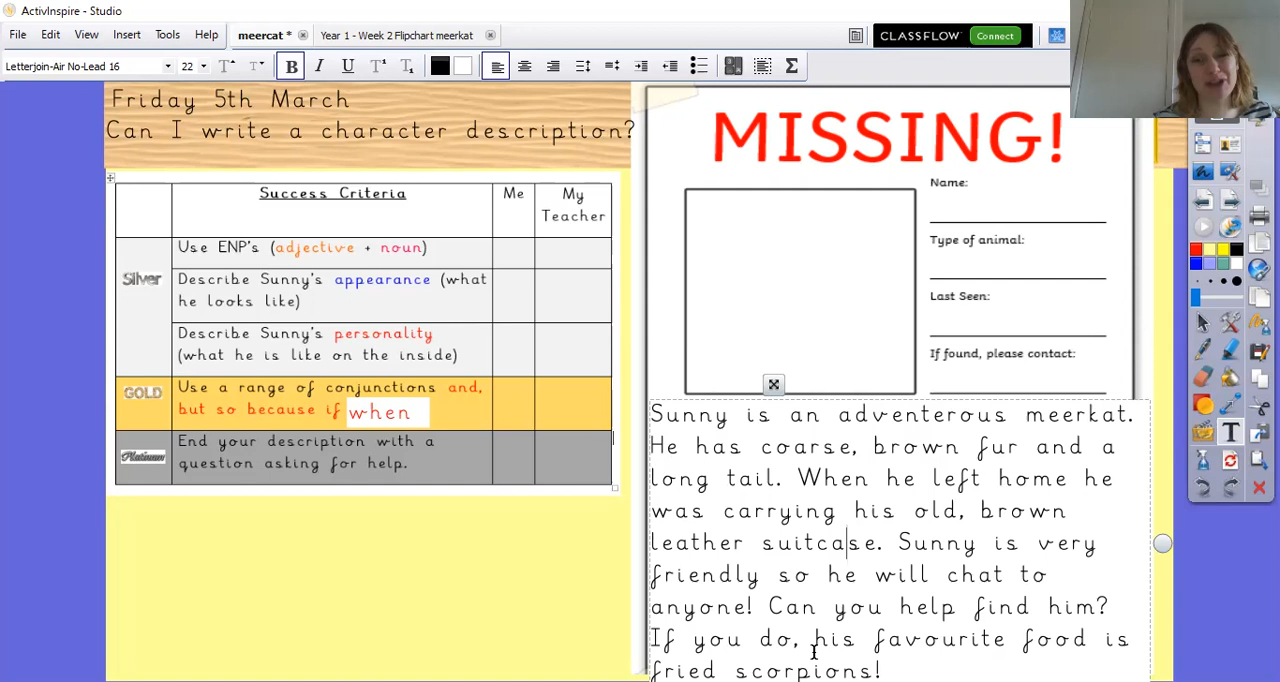 ActivInspire - Studio
File Edit View Insert Tools Help
meercat *
Year 1 - Week 2 Flipchart meerkat
CLASSFLOW Connect
Letterjoin-Air No-Lead 16
22
B I U
Friday 5th March
Can I write a character description?
Success Criteria
Me
My
Teacher
Silver
Use ENP's (adjective + noun)
Describe Sunny's appearance (what
he looks like)
Describe Sunny's personality
(what he is like on the inside)
GOLD
Use a range of conjunctions and,
but so because if when
Platinum
End your description with a
question asking for help.
MISSING!
Name:
Type of animal:
Last Seen:
If found, please contact:
Sunny is an adventerous meerkat.
He has coarse, brown fur and a
long tail. When he left home he
was carrying his old, brown
leather suitcase. Sunny is very
friendly so he will chat to
anyone! Can you help find him?
If you do, his favourite food is
fried scorpions!